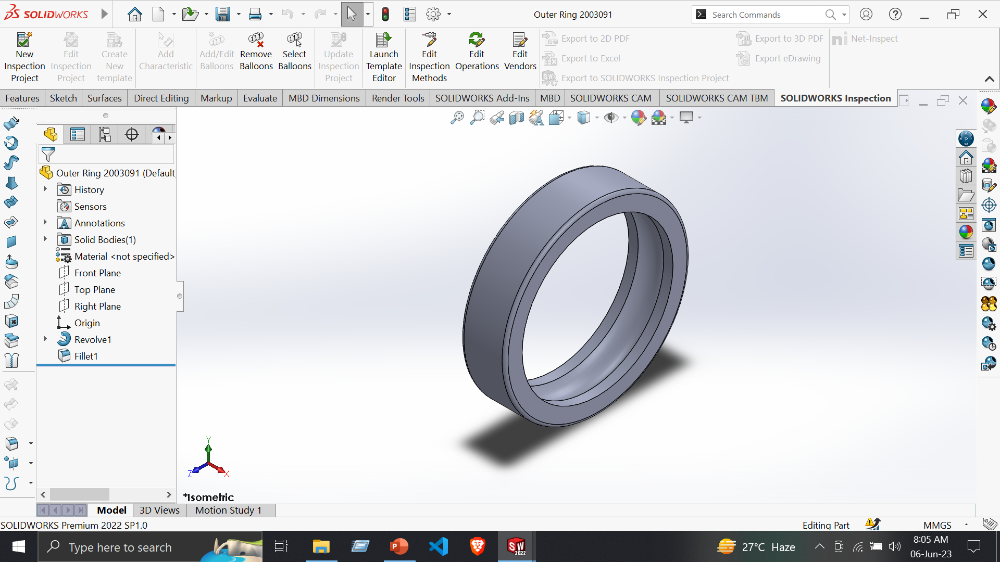 SOLIDWORKS
Outer Ring 2003091
Search Commands
New Inspection Project
Edit Inspection Project
Create New template
Add Characteristic
Add/Edit Balloons
Remove Balloons
Select Balloons
Update Inspection Project
Launch Template Editor
Edit Inspection Methods
Edit Operations
Edit Vendors
Export to 2D PDF
Export to Excel
Export to SOLIDWORKS Inspection Project
Export to 3D PDF
Export eDrawing
Net-Inspect
Features
Sketch
Surfaces
Direct Editing
Markup
Evaluate
MBD Dimensions
Render Tools
SOLIDWORKS Add-Ins
MBD
SOLIDWORKS CAM
SOLIDWORKS CAM TBM
SOLIDWORKS Inspection
Outer Ring 2003091 (Default
History
Sensors
Annotations
Solid Bodies(1)
Material <not specified>
Front Plane
Top Plane
Right Plane
Origin
Revolve1
Fillet1
Y
Z
X
*Isometric
Model
3D Views
Motion Study 1
SOLIDWORKS Premium 2022 SP1.0
Editing Part
MMGS
Type here to search
27°C Haze
8:05 AM
06-Jun-23